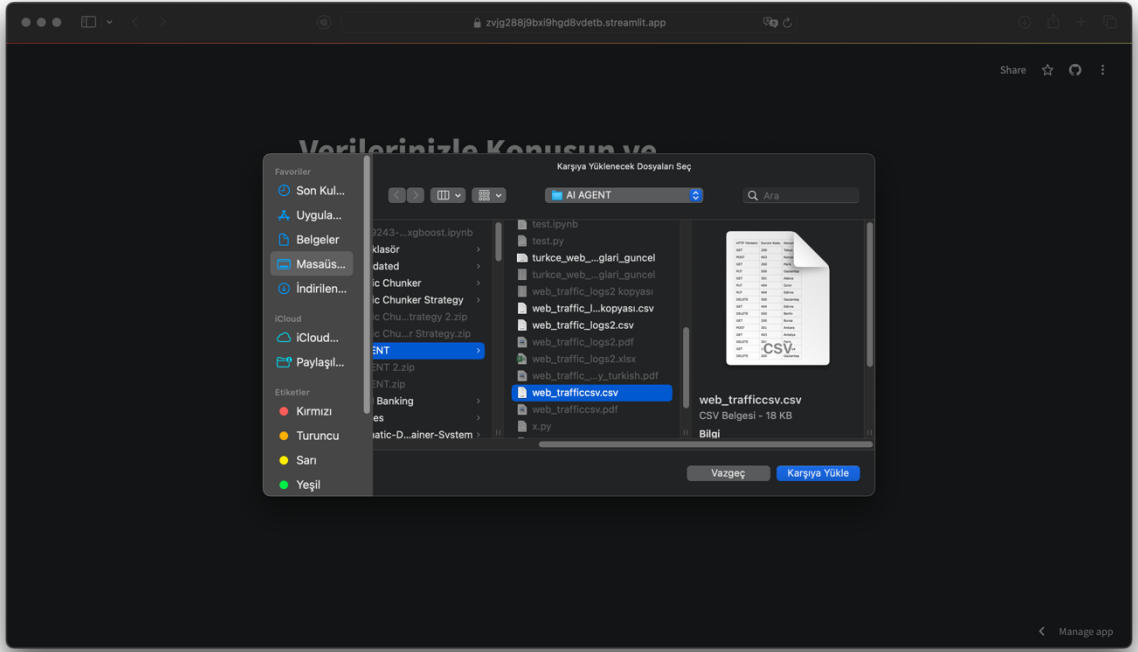 zvjg288j9bxi9hgd8vdetb.streamlit.app
Share
Verilerinizle Konuşun ve
Karşıya Yüklenecek Dosyaları Seç
AI AGENT
Ara
Favoriler
Son Kul...
Uygula...
Belgeler
Masaüs...
İndirilen...
iCloud
iCloud...
Paylaşıl...
Etiketler
Kırmızı
Turuncu
Sarı
Yeşil
9243-...xgboost.ipynb
klasör
dated
ic Chunker
ic Chunker Strategy
ic Chu...trategy 2.zip
ic Chu...r Strategy.zip
ENT
ENT 2.zip
ENT.zip
Banking
es
natic-D...ainer-System
test.ipynb
test.py
turkce_web_...glari_guncel
turkce_web_...glari_guncel
web_traffic_logs2 kopyası
web_traffic_l...kopyası.csv
web_traffic_logs2.csv
web_traffic_logs2.pdf
web_traffic_logs2.xlsx
web_traffic_...y_turkish.pdf
web_trafficcsv.csv
web_trafficcsv.pdf
x.py
CSV
web_trafficcsv.csv
CSV Belgesi - 18 KB
Bilgi
Vazgeç
Karşıya Yükle
Manage app